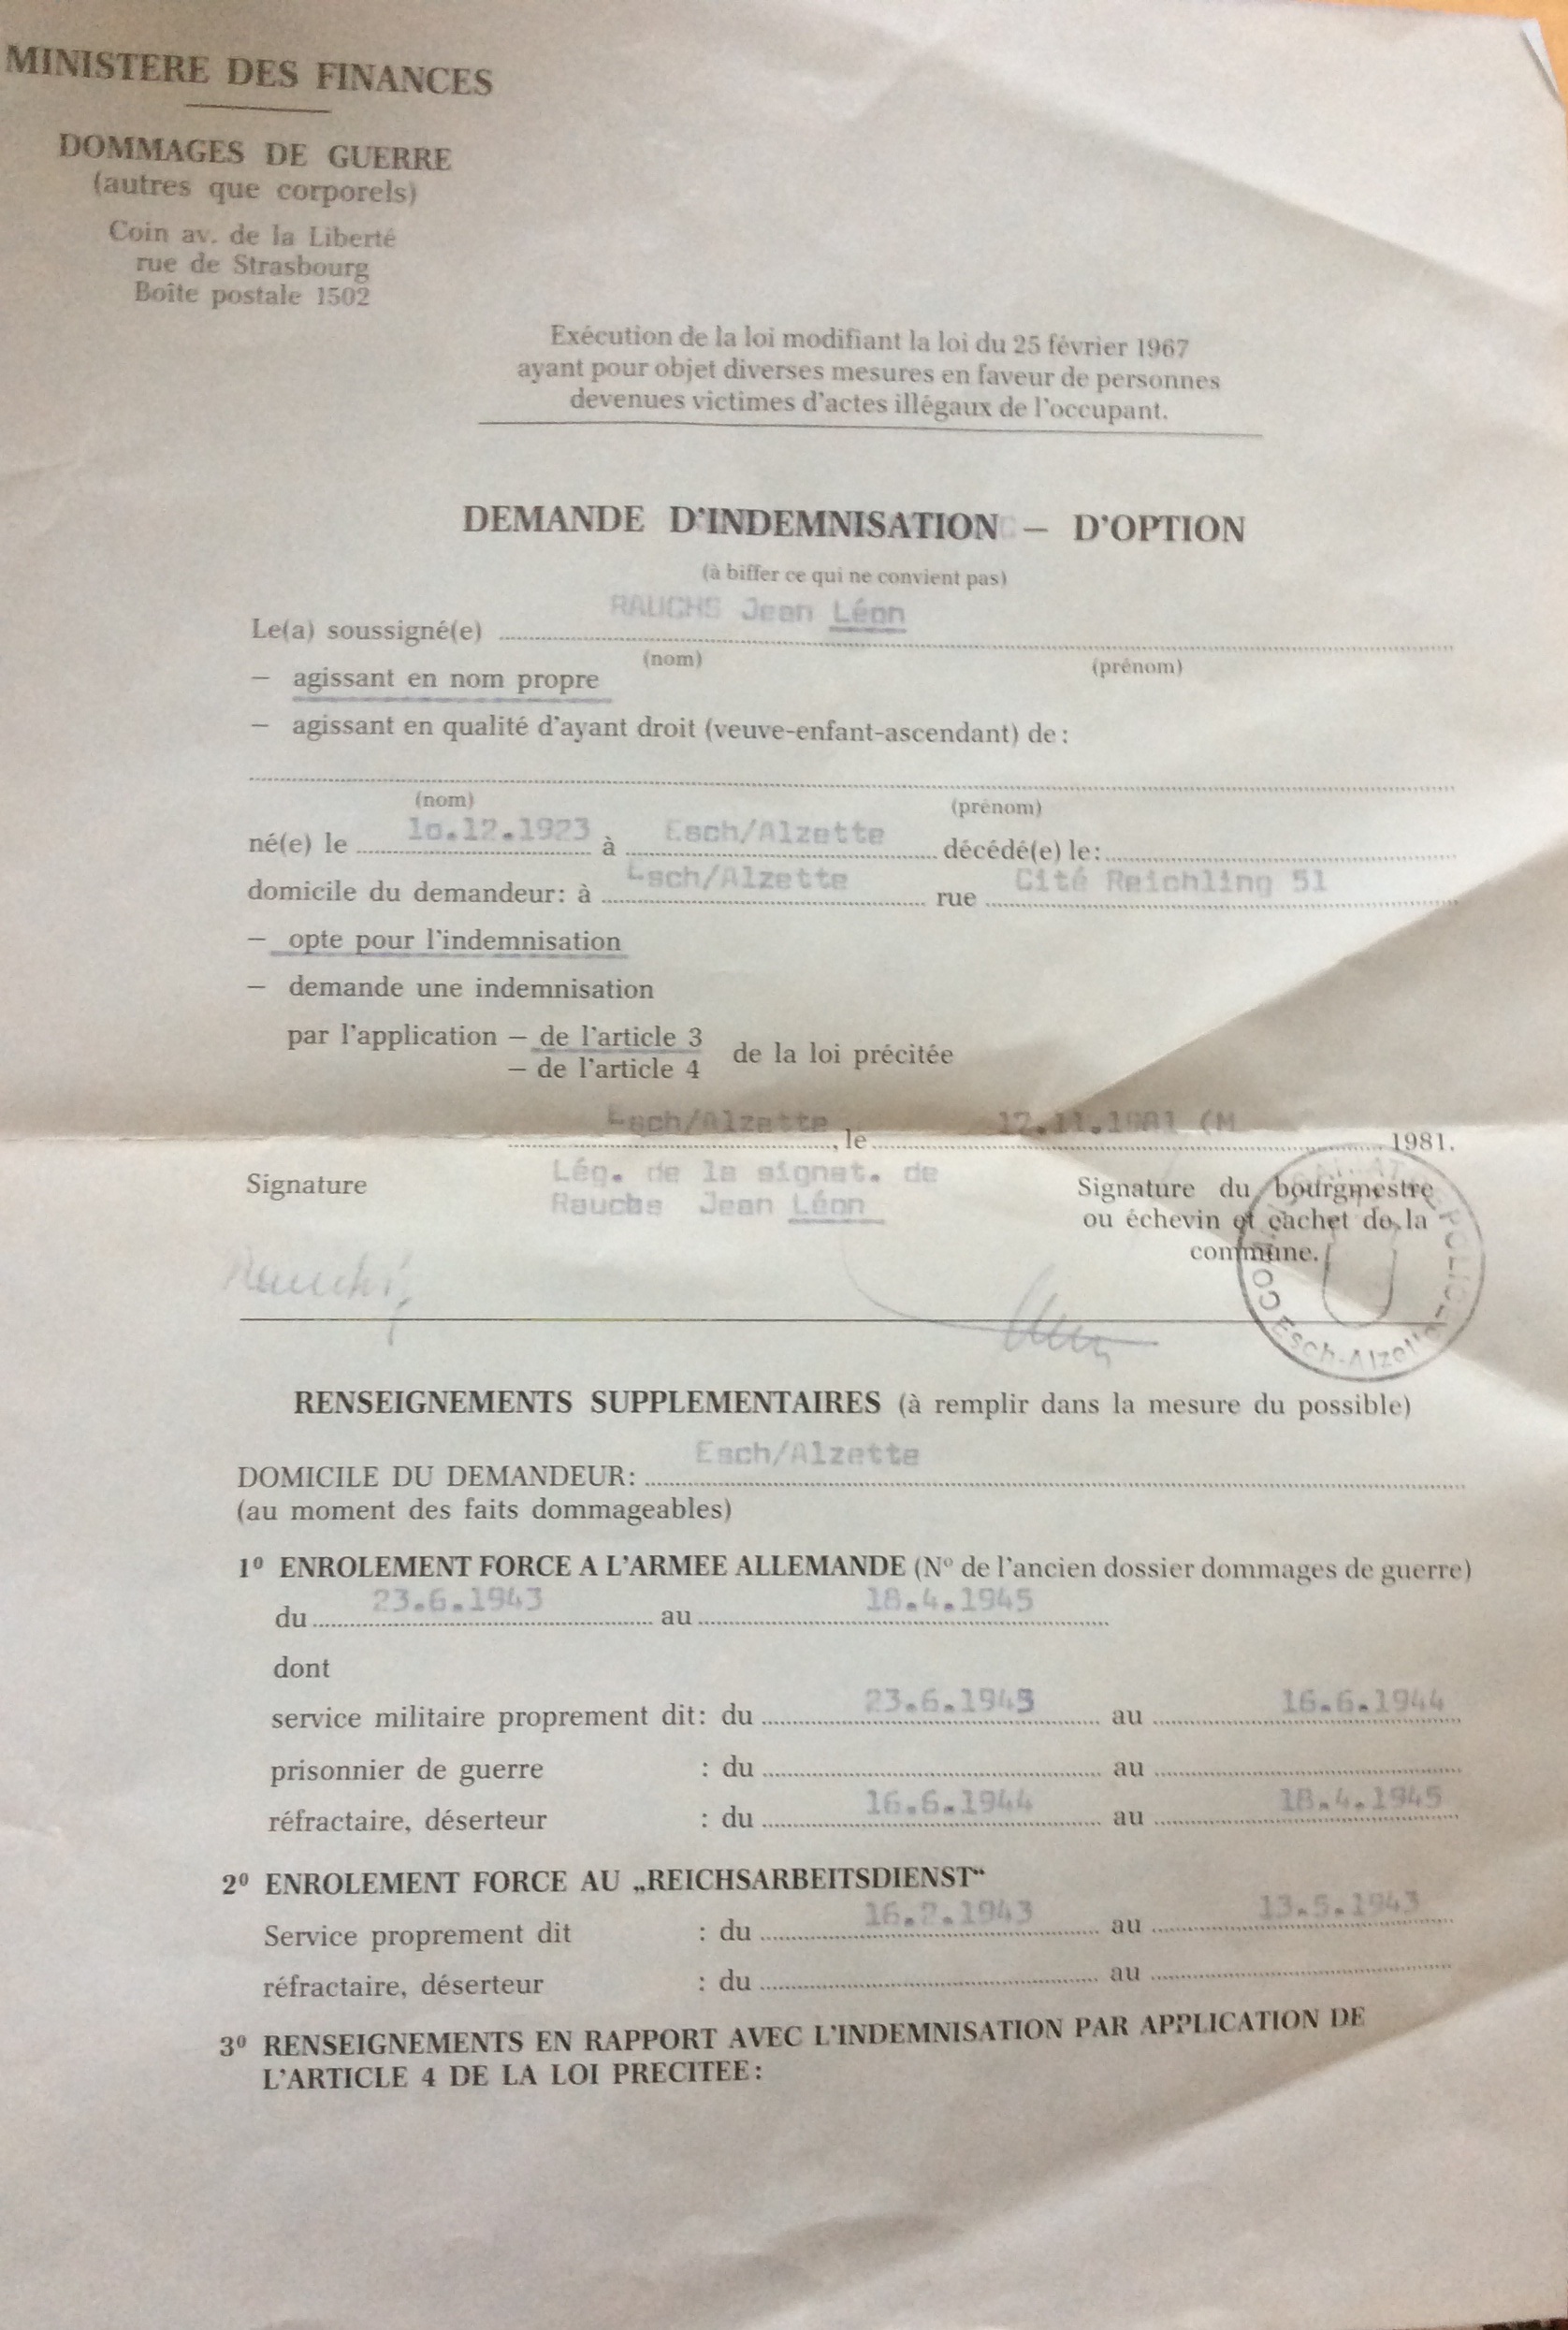 MINISTERE DES FINANCES
DOMMAGES DE GUERRE
(autres que corporels)
Coin av. de la Liberté
rue de Strasbourg
Boîte postale 1502
Exécution de la loi modifiant la loi du 25 février 1967
ayant pour objet diverses mesures en faveur de personnes
devenues victimes d'actes illégaux de l'occupant.
DEMANDE D'INDEMNISATION – D'OPTION
(à biffer ce qui ne convient pas)
RAUCHS Jean Léon
Le(a) soussigné(e)
(nom) (prénom)
– agissant en nom propre
– agissant en qualité d'ayant droit (veuve-enfant-ascendant) de:
(nom) (prénom)
né(e) le 10.12.1923 à Esch/Alzette décédé(e) le:
domicile du demandeur: à Esch/Alzette rue Cité Reichling 51
– opte pour l'indemnisation
– demande une indemnisation
par l'application – de l'article 3
– de l'article 4 de la loi précitée
Esch/Alzette, le 12.11.1981 (M 1981.
Signature Lég. de la signat. de Signature du bourgmestre
Rauchs Jean Léon ou échevin et cachet de la
commune.
Rauchs
Esch-Alzette
RENSEIGNEMENTS SUPPLEMENTAIRES (à remplir dans la mesure du possible)
DOMICILE DU DEMANDEUR: Esch/Alzette
(au moment des faits dommageables)
1º ENROLEMENT FORCE A L'ARMEE ALLEMANDE (Nº de l'ancien dossier dommages de guerre)
du 23.6.1943 au 18.4.1945
dont
service militaire proprement dit: du 23.6.1943 au 16.6.1944
prisonnier de guerre : du au
réfractaire, déserteur : du 16.6.1944 au 18.4.1945
2º ENROLEMENT FORCE AU „REICHSARBEITSDIENST“
Service proprement dit : du 16.2.1943 au 13.5.1943
réfractaire, déserteur : du au
3º RENSEIGNEMENTS EN RAPPORT AVEC L'INDEMNISATION PAR APPLICATION DE
L'ARTICLE 4 DE LA LOI PRECITEE: